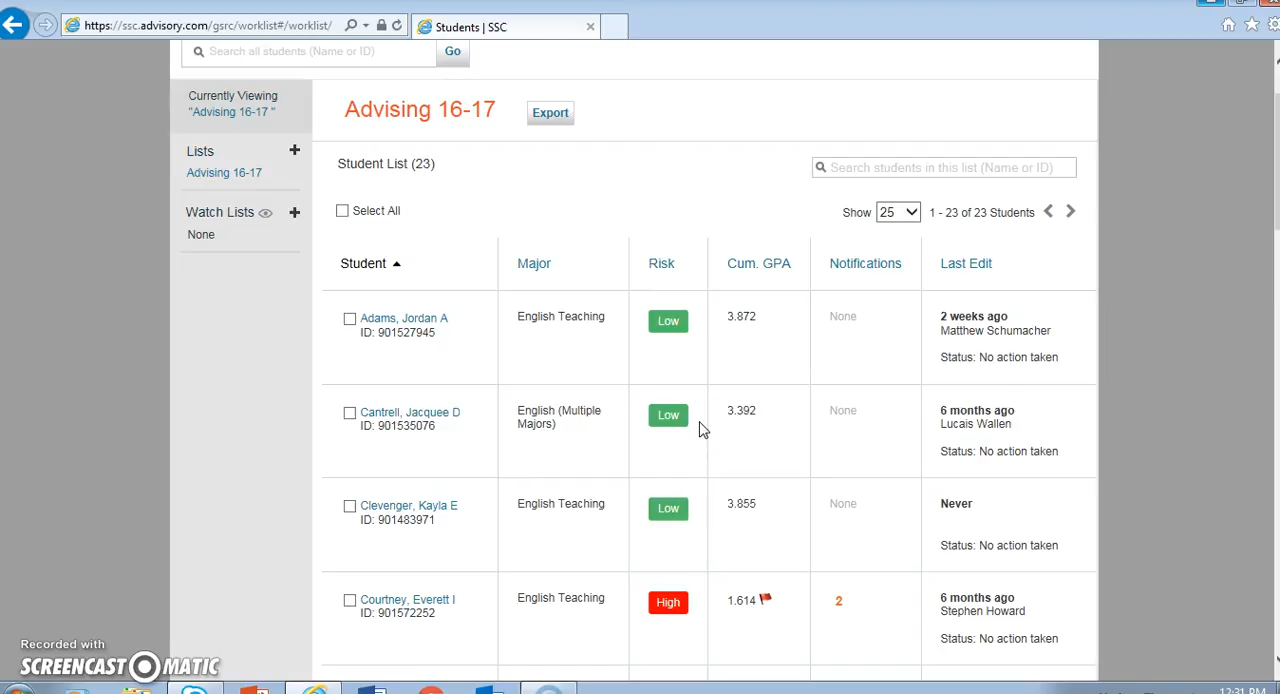 https://ssc.advisory.com/gsrc/worklist#/worklist/
Students | SSC
Search all students (Name or ID)
Go
Currently Viewing
"Advising 16-17 "
Lists
Advising 16-17
Watch Lists
None
Advising 16-17
Export
Student List (23)
Search students in this list (Name or ID)
Select All
Show 25 1 - 23 of 23 Students
Student Major Risk Cum. GPA Notifications Last Edit
Adams, Jordan A English Teaching Low 3.872 None 2 weeks ago
ID: 901527945 Matthew Schumacher
Status: No action taken
Cantrell, Jacquee D English (Multiple Low 3.392 None 6 months ago
ID: 901535076 Majors) Lucais Wallen
Status: No action taken
Clevenger, Kayla E English Teaching Low 3.855 None Never
ID: 901483971
Status: No action taken
Courtney, Everett I English Teaching High 1.614 2 6 months ago
ID: 901572252 Stephen Howard
Status: No action taken
Recorded with
SCREENCAST MATIC
12:31 PM